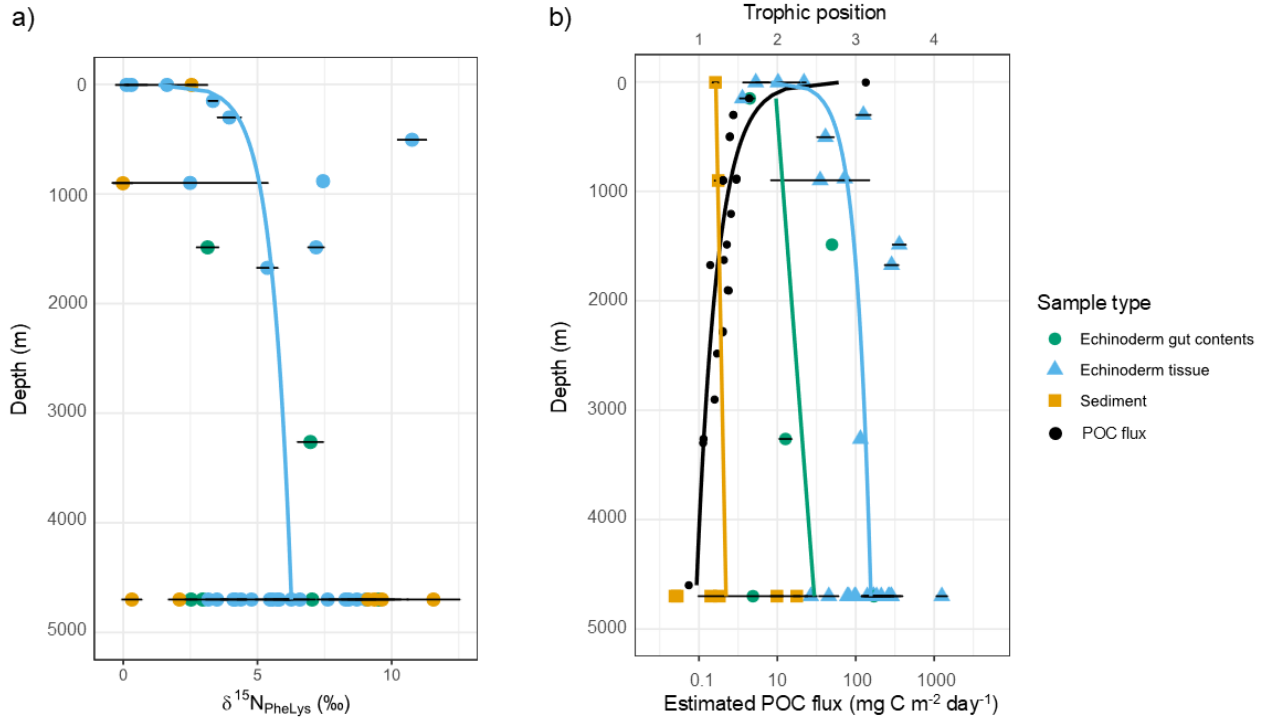 a)
0
1000
2000
3000
4000
5000
Depth (m)
0 5 10
δ¹⁵N_PheLys (‰)
b)
Trophic position
1 2 3 4
0
1000
2000
3000
4000
5000
Depth (m)
0.1 10 100 1000
Estimated POC flux (mg C m⁻² day⁻¹)
Sample type
Echinoderm gut contents
Echinoderm tissue
Sediment
POC flux